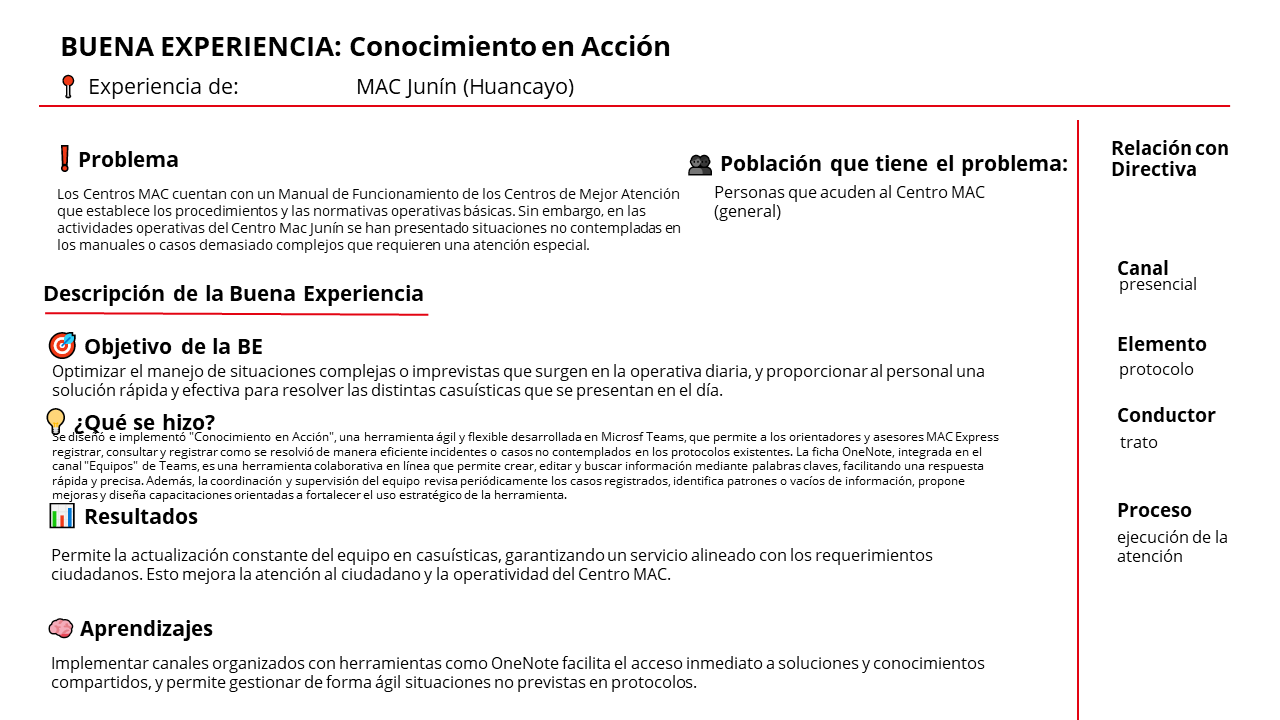 BUENA EXPERIENCIA: Conocimiento en Acción
Experiencia de: MAC Junín (Huancayo)
Problema
Los Centros MAC cuentan con un Manual de Funcionamiento de los Centros de Mejor Atención
que establece los procedimientos y las normativas operativas básicas. Sin embargo, en las
actividades operativas del Centro Mac Junín se han presentado situaciones no contempladas en
los manuales o casos demasiado complejos que requieren una atención especial.
Población que tiene el problema:
Personas que acuden al Centro MAC
(general)
Descripción de la Buena Experiencia
Objetivo de la BE
Optimizar el manejo de situaciones complejas o imprevistas que surgen en la operativa diaria, y proporcionar al personal una
solución rápida y efectiva para resolver las distintas casuísticas que se presentan en el día.
¿Qué se hizo?
Se diseñó e implementó "Conocimiento en Acción", una herramienta ágil y flexible desarrollada en Microsf Teams, que permite a los orientadores y asesores MAC Express
registrar, consultar y registrar como se resolvió de manera eficiente incidentes o casos no contemplados en los protocolos existentes. La ficha OneNote, integrada en el
canal "Equipos" de Teams, es una herramienta colaborativa en línea que permite crear, editar y buscar información mediante palabras claves, facilitando una respuesta
rápida y precisa. Además, la coordinación y supervisión del equipo revisa periódicamente los casos registrados, identifica patrones o vacíos de información, propone
mejoras y diseña capacitaciones orientadas a fortalecer el uso estratégico de la herramienta.
Resultados
Permite la actualización constante del equipo en casuísticas, garantizando un servicio alineado con los requerimientos
ciudadanos. Esto mejora la atención al ciudadano y la operatividad del Centro MAC.
Aprendizajes
Implementar canales organizados con herramientas como OneNote facilita el acceso inmediato a soluciones y conocimientos
compartidos, y permite gestionar de forma ágil situaciones no previstas en protocolos.
Relación con
Directiva
Canal
presencial
Elemento
protocolo
Conductor
trato
Proceso
ejecución de la
atención